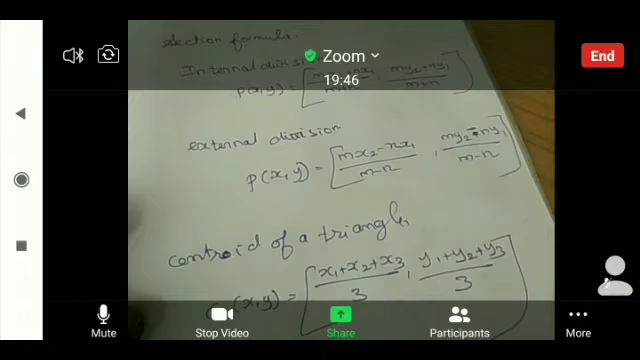 Section formula.
Zoom
End
Internal division
19:46
P(x,y) = [mx2+nx1/m+n, my2+ny1/m+n]
external division
P(x,y) = [mx2-nx1/m-n, my2-ny1/m-n]
centroid of a triangle
(x,y) = [x1+x2+x3/3, y1+y2+y3/3]
Mute
Stop Video
Share
Participants
More